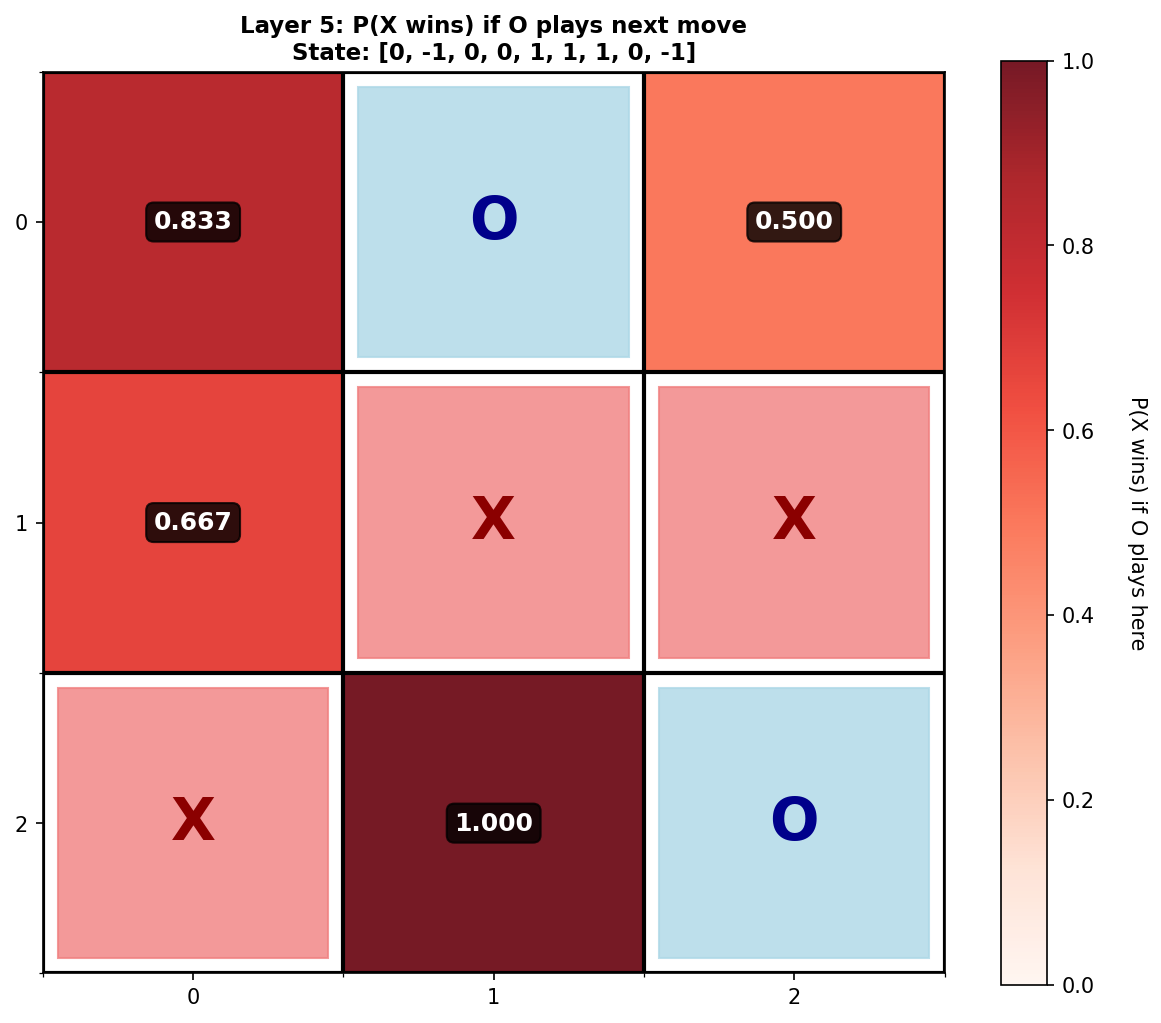 Layer 5: P(X wins) if O plays next move
State: [0, -1, 0, 0, 1, 1, 1, 0, -1]
0.833
O
0.500
0.667
X
X
X
1.000
O
0
1
2
0
1
2
1.0
0.8
0.6
0.4
0.2
0.0
P(X wins) if O plays here